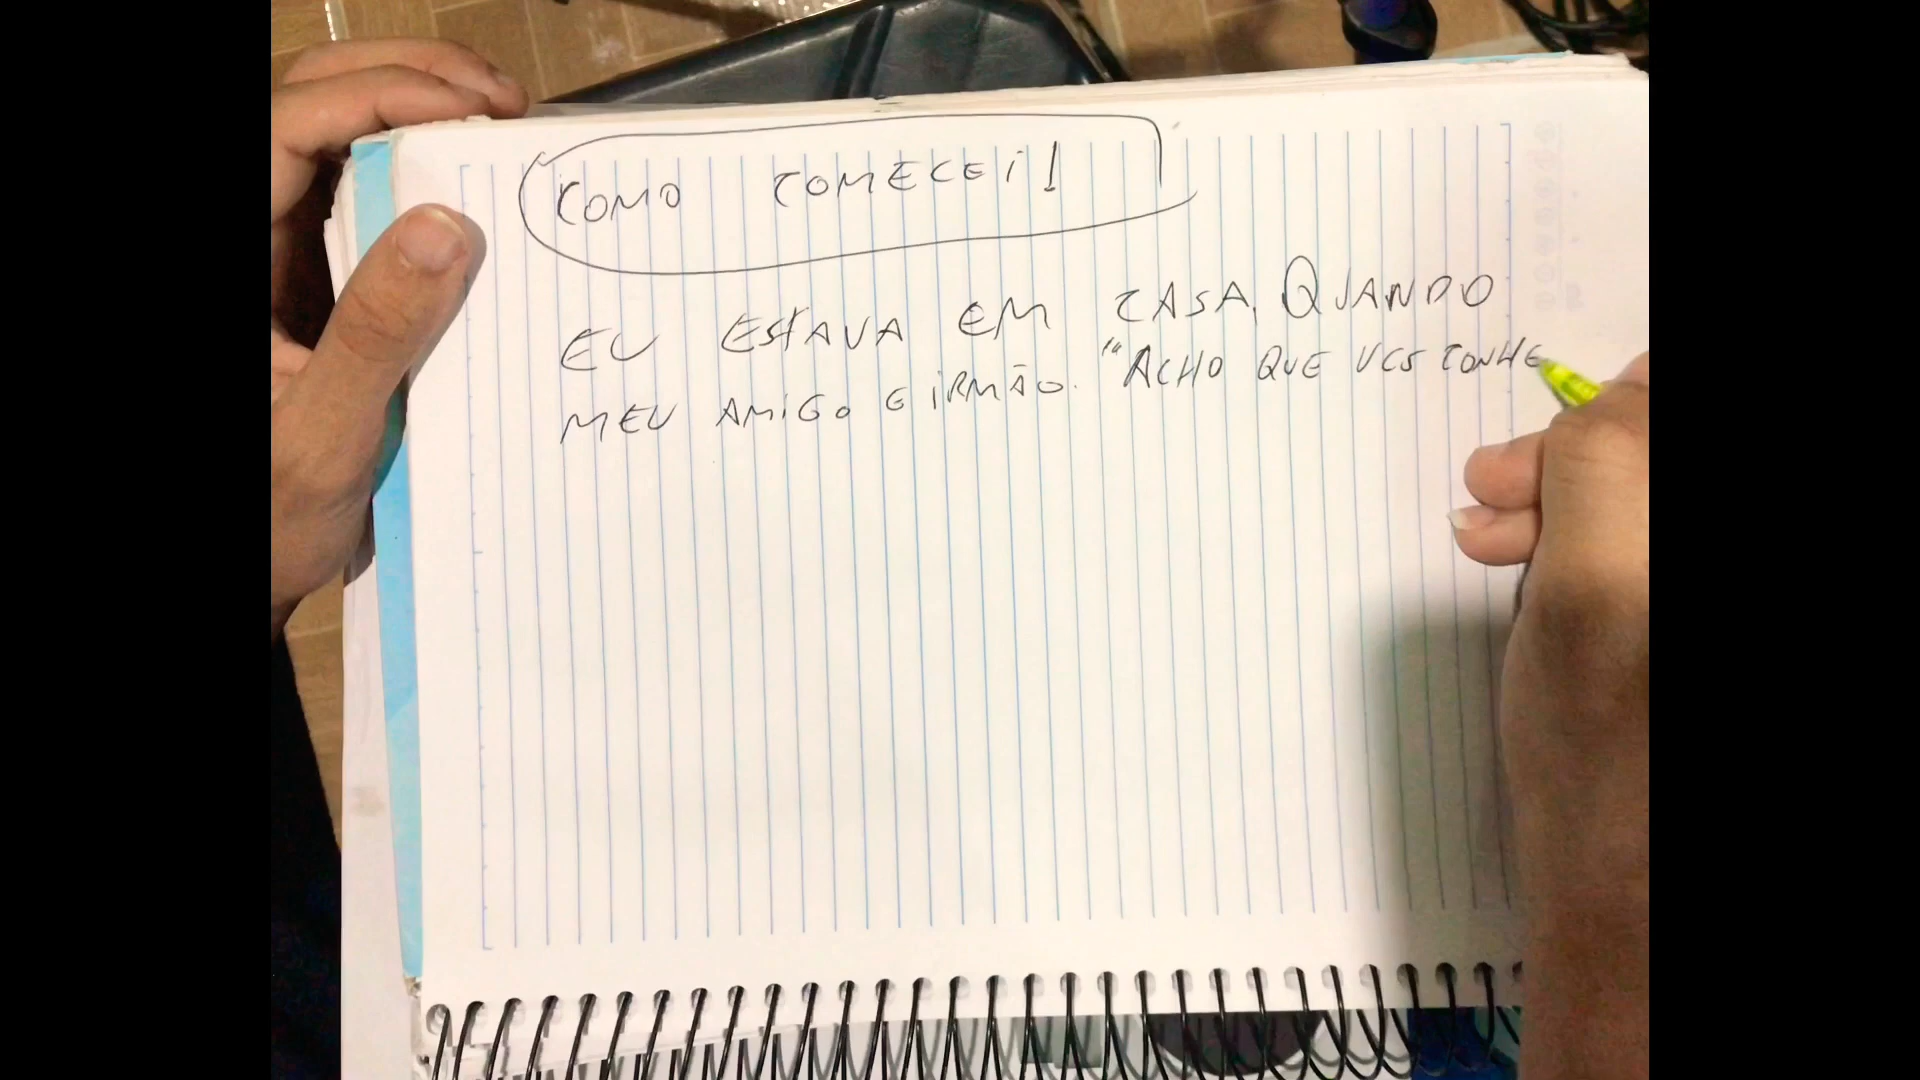 COMO COMECEI!
EU ESTAVA EM CASA, QUANDO
MEU AMIGO E IRMÃO. "ACHO QUE VCS CONHE